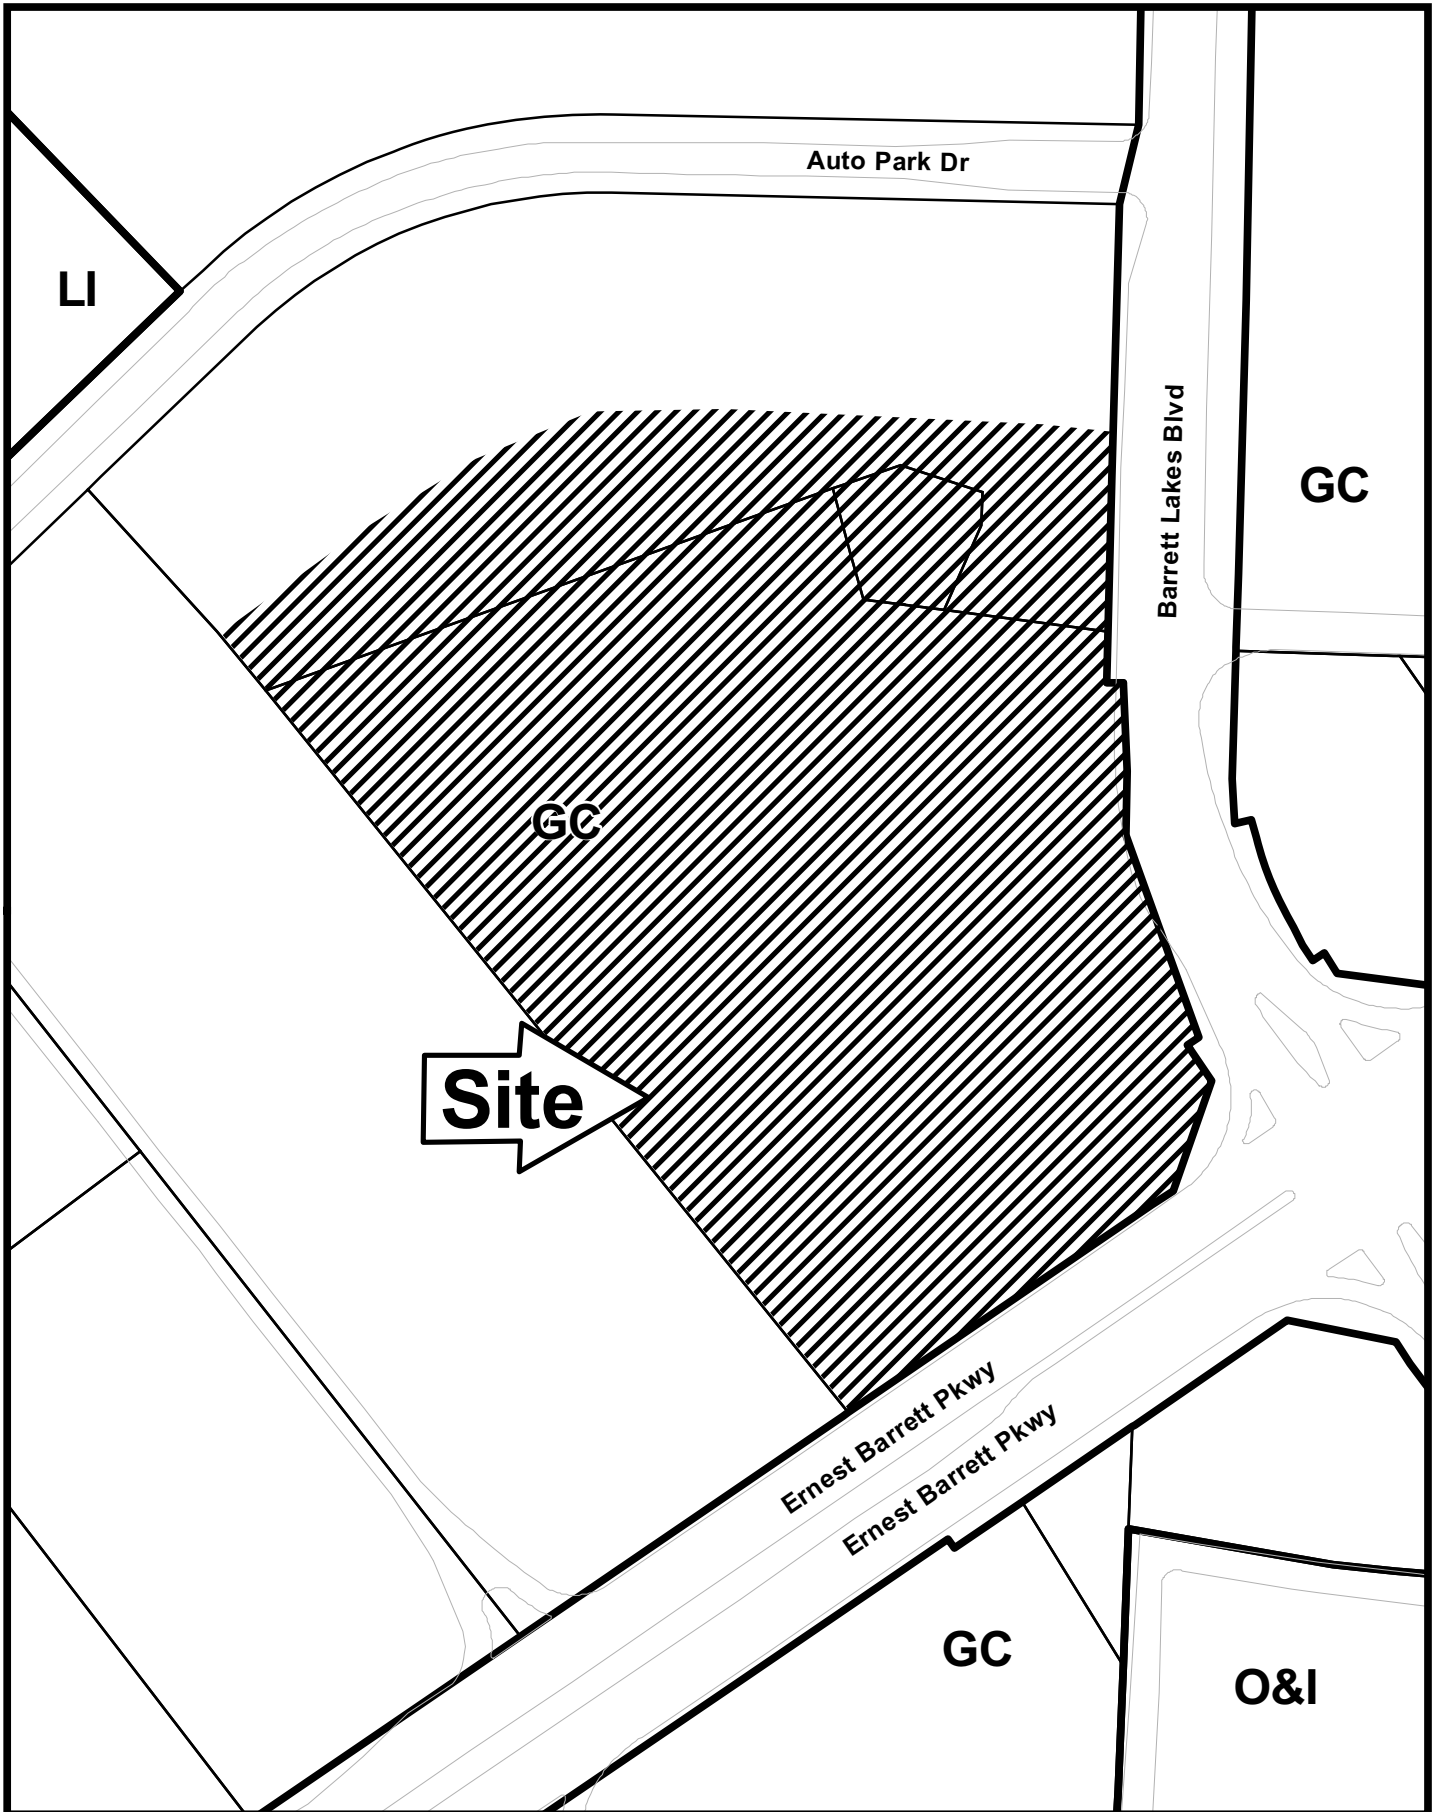 Auto Park Dr
LI
Barrett Lakes Blvd
GC
GC
Site
Ernest Barrett Pkwy
Ernest Barrett Pkwy
GC
O&I